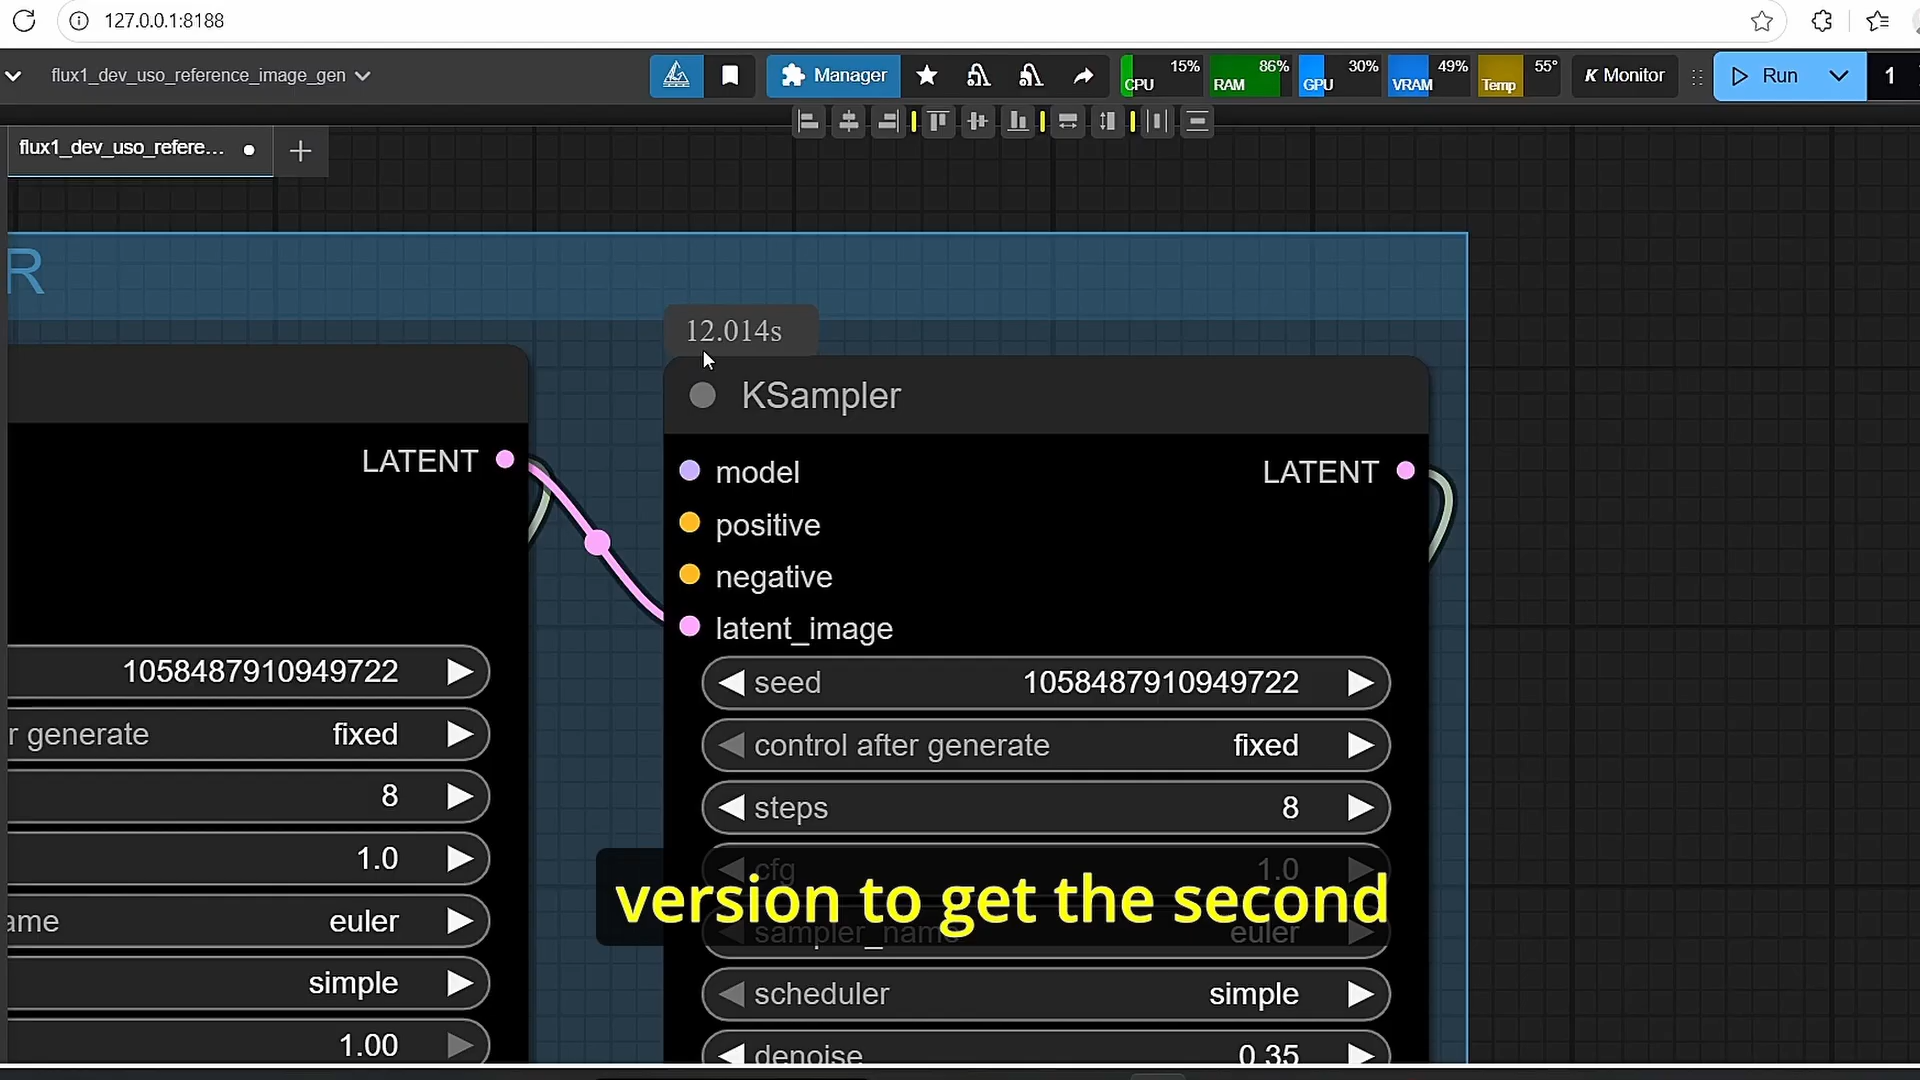 127.0.0.1:8188
flux1_dev_uso_reference_image_gen
Manager
CPU 15%
RAM 86%
GPU 30%
VRAM 49%
Temp 55°
K Monitor
Run
1
flux1_dev_uso_refere...
R
12.014s
KSampler
LATENT
model
LATENT
positive
negative
latent_image
1058487910949722
seed 1058487910949722
r generate fixed
control after generate fixed
8
steps 8
1.0
cfg 1.0
version to get the second
ame euler
sampler_name euler
simple
scheduler simple
1.00
denoise 0.35